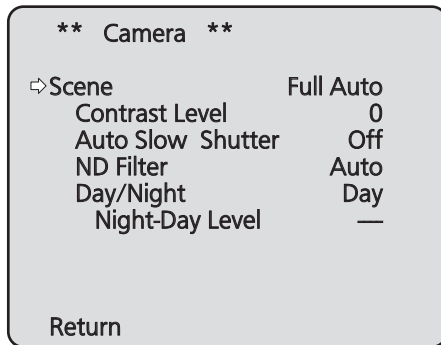 ** Camera **
⇨Scene Full Auto
Contrast Level 0
Auto Slow Shutter Off
ND Filter Auto
Day/Night Day
Night-Day Level —
Return